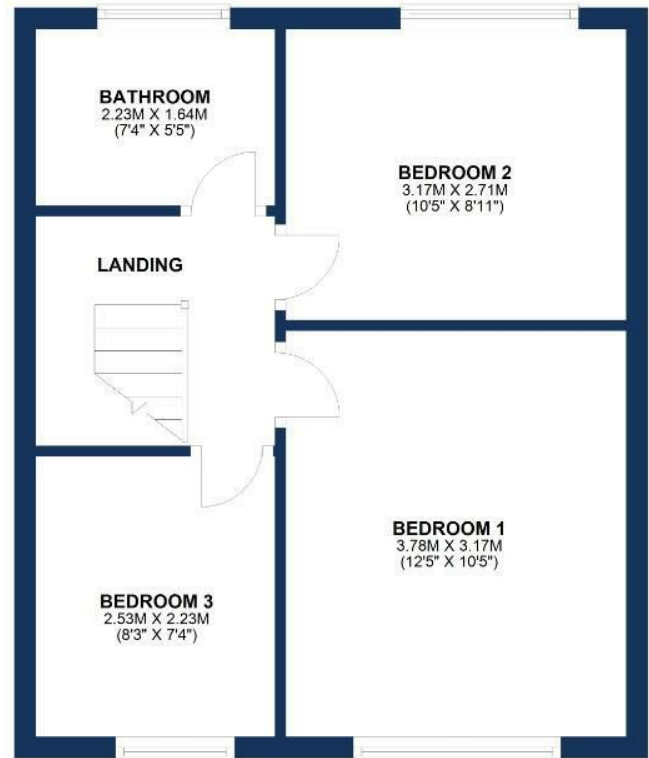 BATHROOM
2.23M X 1.64M
(7'4" X 5'5")
BEDROOM 2
3.17M X 2.71M
(10'5" X 8'11")
LANDING
BEDROOM 1
3.78M X 3.17M
(12'5" X 10'5")
BEDROOM 3
2.53M X 2.23M
(8'3" X 7'4")